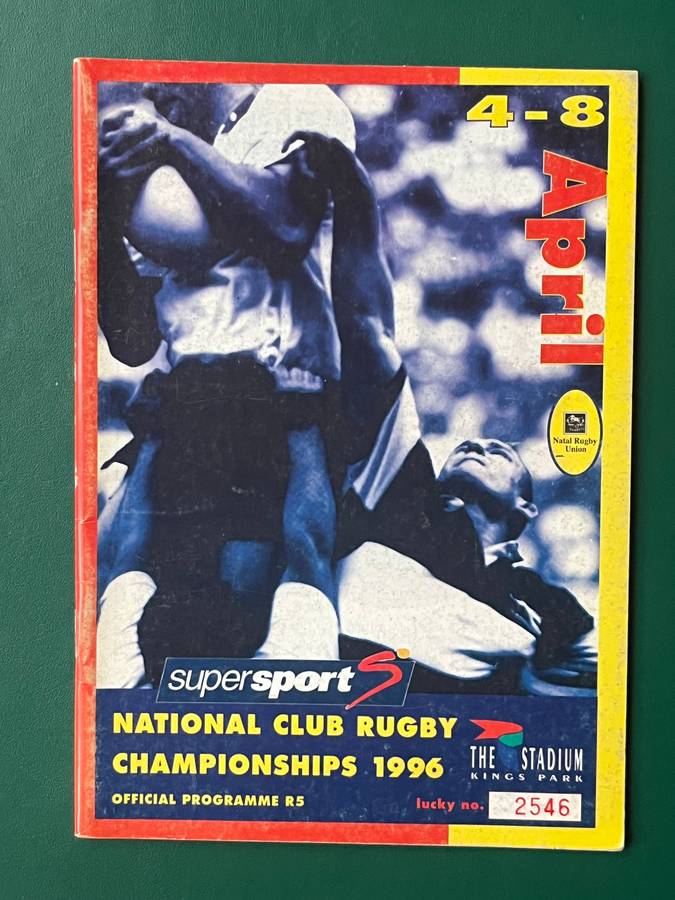 4 - 8
April
Natal Rugby
Union
supersport
NATIONAL CLUB RUGBY
CHAMPIONSHIPS 1996
THE STADIUM
KINGS PARK
OFFICIAL PROGRAMME R5
lucky no. 2546